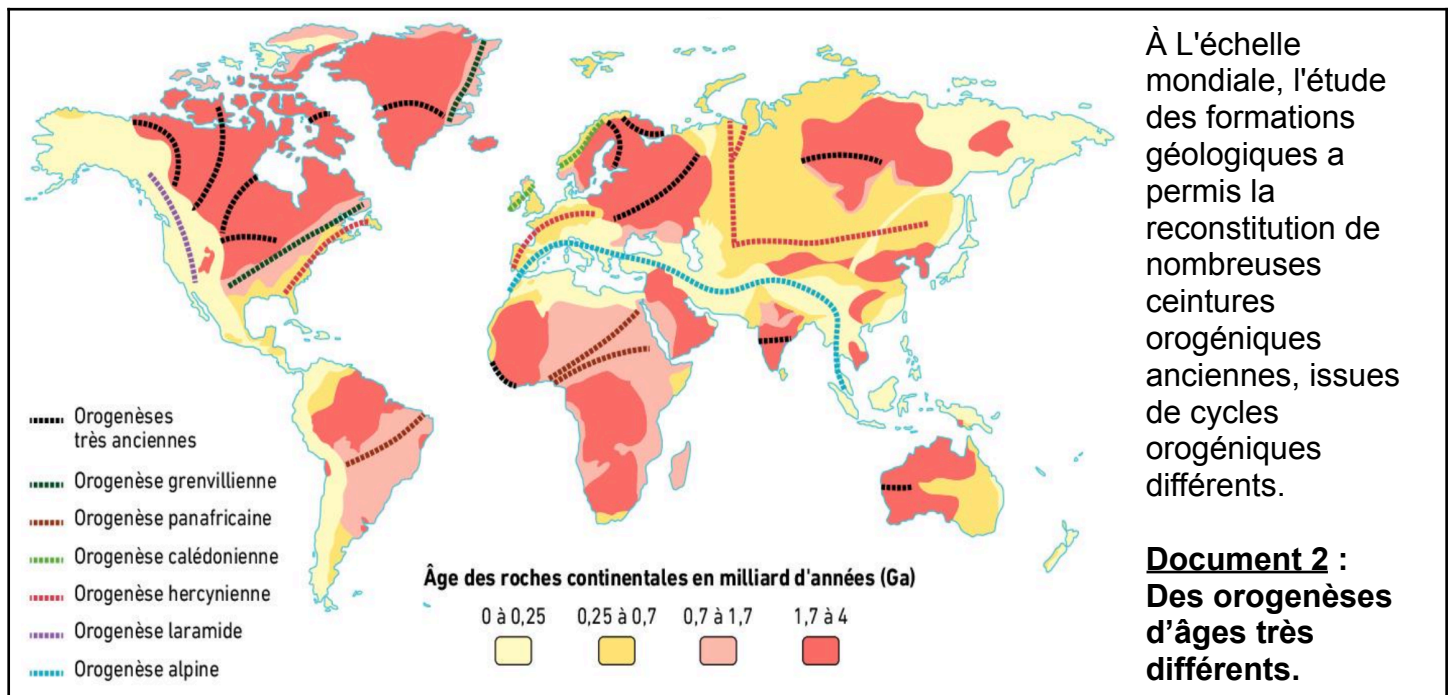 À L'échelle
mondiale, l'étude
des formations
géologiques a
permis la
reconstitution de
nombreuses
ceintures
orogéniques
anciennes, issues
de cycles
orogéniques
différents.
Document 2 :
Des orogenèses
d'âges très
différents.
Orogenèses
très anciennes
Orogenèse grenvillienne
Orogenèse panafricaine
Orogenèse calédonienne
Orogenèse hercynienne
Orogenèse laramide
Orogenèse alpine
Âge des roches continentales en milliard d'années (Ga)
0 à 0,25 0,25 à 0,7 0,7 à 1,7 1,7 à 4